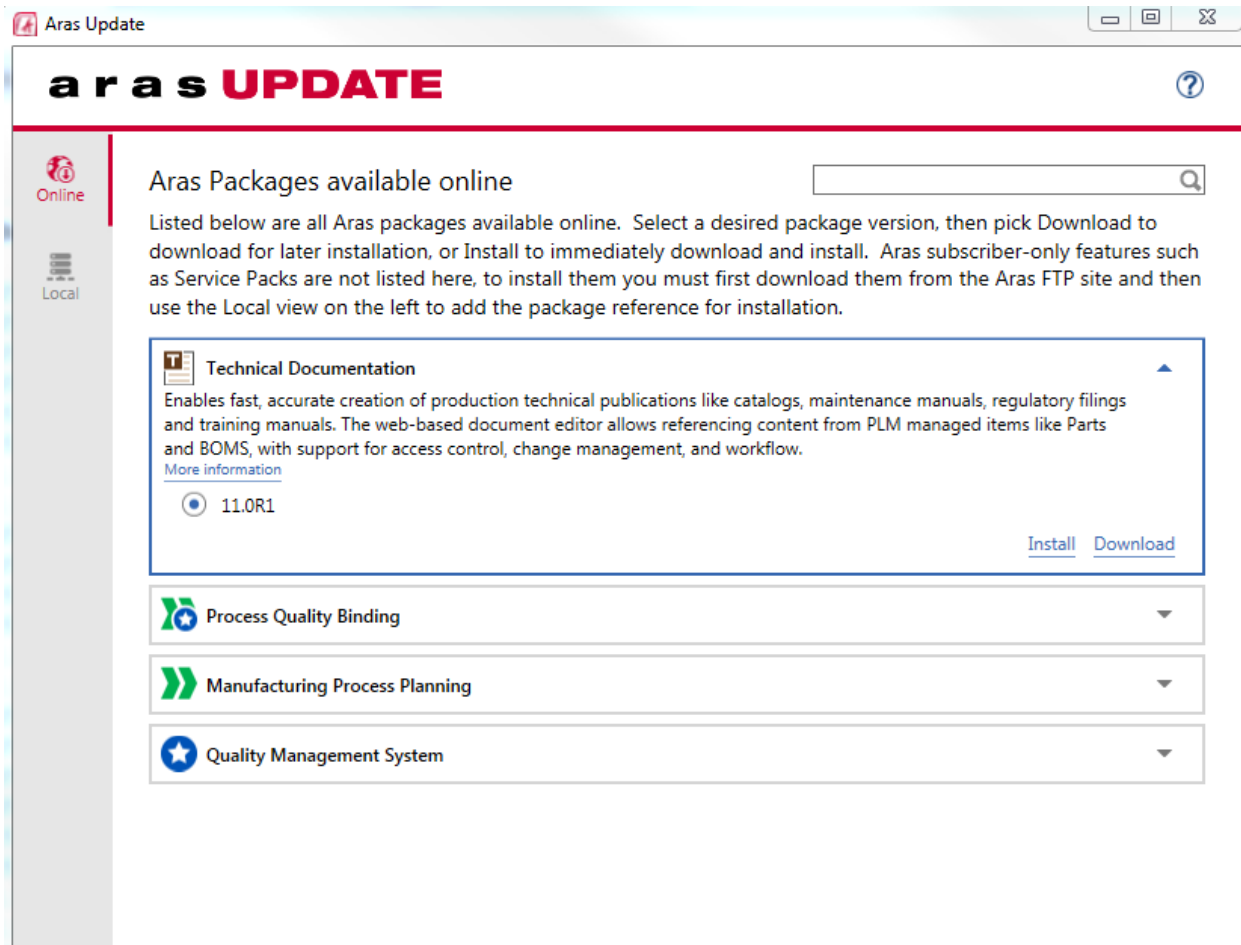 Aras Update
aras UPDATE
?
Online
Local
Aras Packages available online
Listed below are all Aras packages available online. Select a desired package version, then pick Download to
download for later installation, or Install to immediately download and install. Aras subscriber-only features such
as Service Packs are not listed here, to install them you must first download them from the Aras FTP site and then
use the Local view on the left to add the package reference for installation.
T
Technical Documentation
Enables fast, accurate creation of production technical publications like catalogs, maintenance manuals, regulatory filings
and training manuals. The web-based document editor allows referencing content from PLM managed items like Parts
and BOMS, with support for access control, change management, and workflow.
More information
11.0R1
Install Download
Process Quality Binding
Manufacturing Process Planning
Quality Management System